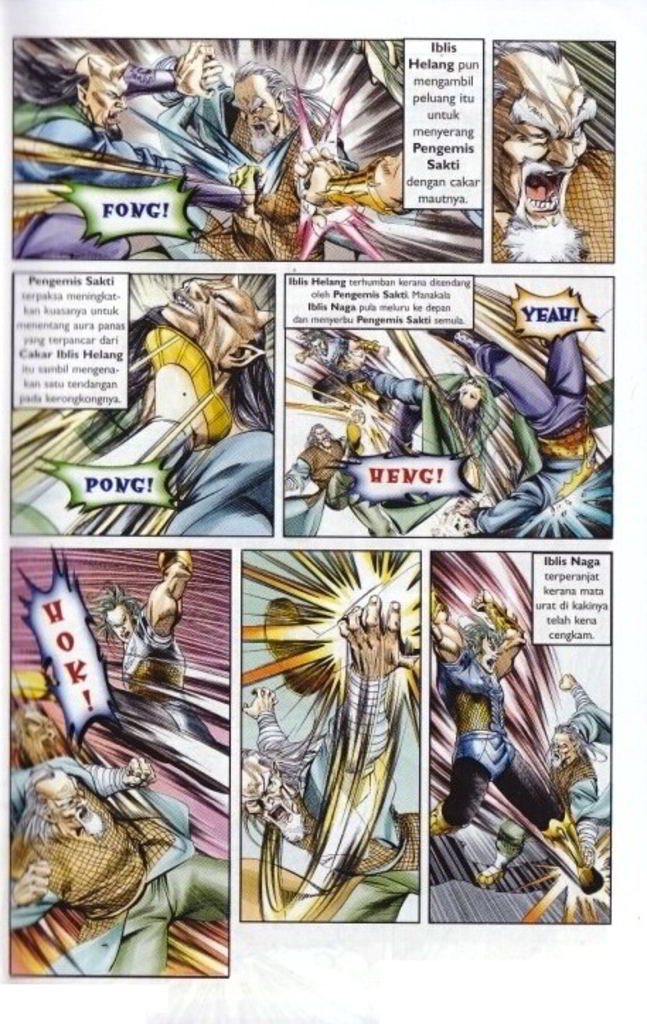 Iblis
Helang pun
mengambil
peluang itu
untuk
menyerang
Pengemis
Sakti
dengan cakar
mautnya.
FONG!
Pengemis Sakti
terpaksa meningkat-
kan kuasanya untuk
menentang aura panas
yang terpancar dari
Cakar Iblis Helang
itu sambil mengena-
kan satu tendangan
pada kerongkongnya.
PONG!
Iblis Helang terhumban kerana ditendang
oleh Pengemis Sakti. Manakala
Iblis Naga pula meluru ke depan
dan menyerbu Pengemis Sakti semula.
YEAH!
HENG!
HOK!
Iblis Naga
terperanjat
kerana mata
urat di kakinya
telah kena
cengkam.